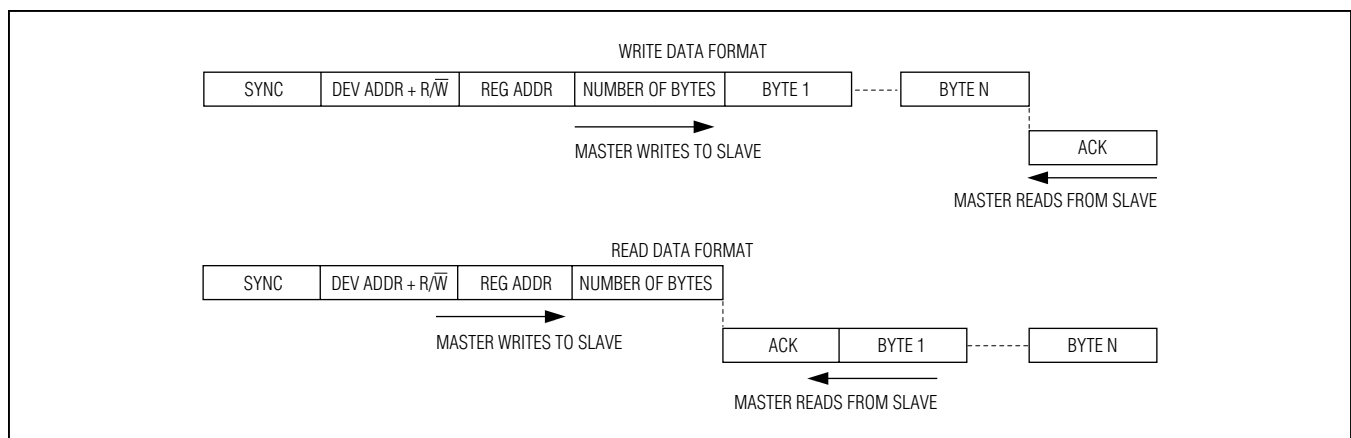 WRITE DATA FORMAT
SYNC DEV ADDR + R/W̅ REG ADDR NUMBER OF BYTES BYTE 1 BYTE N
MASTER WRITES TO SLAVE
ACK
MASTER READS FROM SLAVE
READ DATA FORMAT
SYNC DEV ADDR + R/W̅ REG ADDR NUMBER OF BYTES
MASTER WRITES TO SLAVE
ACK BYTE 1 BYTE N
MASTER READS FROM SLAVE